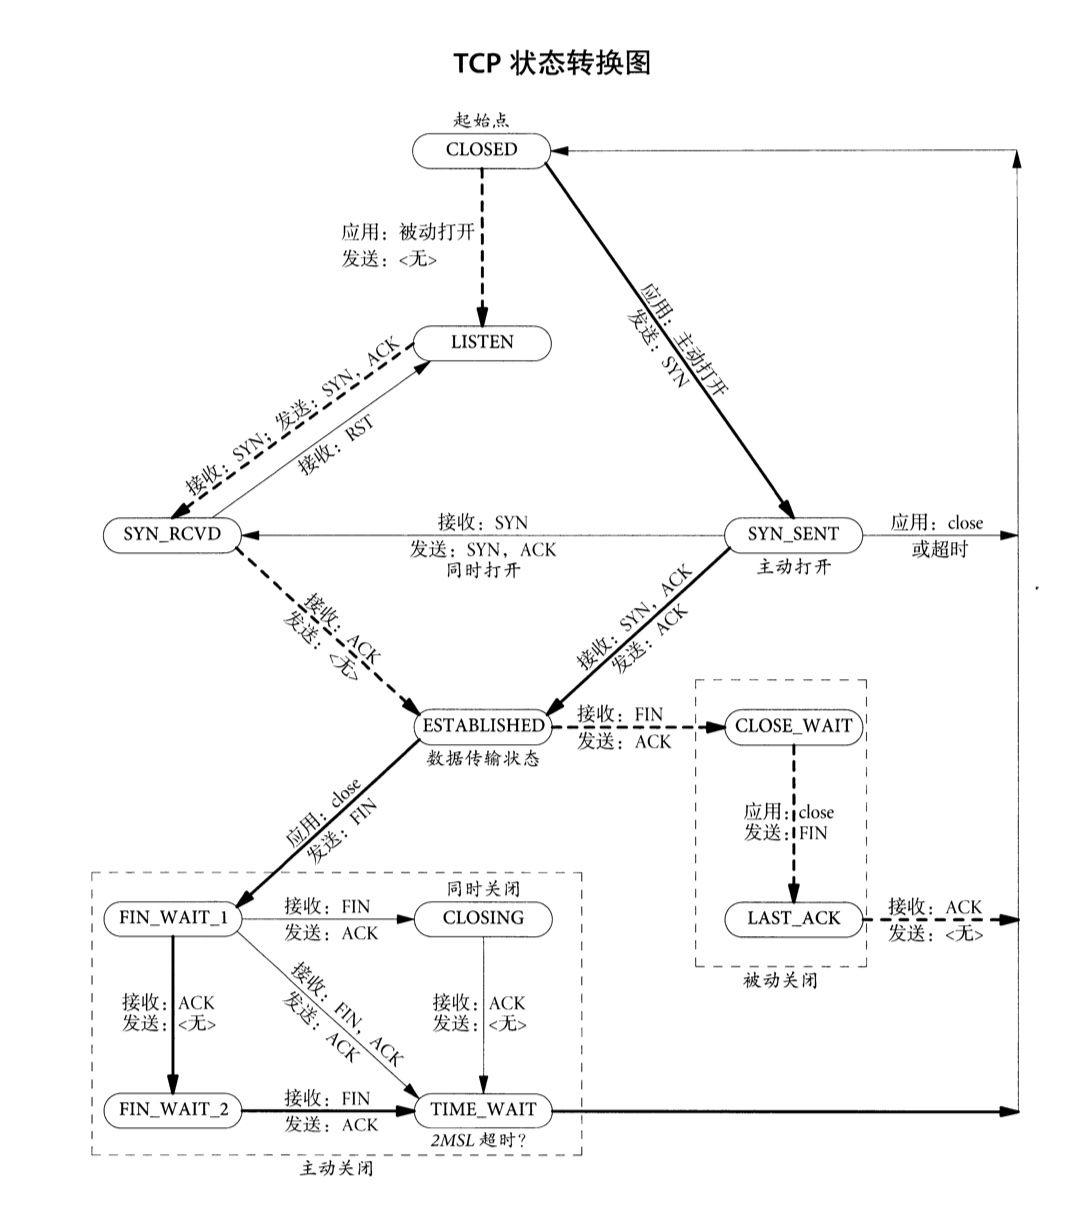 TCP 状态转换图
起始点
CLOSED
应用：被动打开
发送：<无>
应用：主动打开
发送：SYN
LISTEN
接收：SYN；发送：SYN，ACK
接收：RST
SYN_RCVD
接收：SYN
发送：SYN，ACK
同时打开
SYN_SENT
主动打开
应用：close
或超时
接收：ACK
发送：<无>
接收：SYN，ACK
发送：ACK
ESTABLISHED
数据传输状态
接收：FIN
发送：ACK
CLOSE_WAIT
应用：close
发送：FIN
应用：close
发送：FIN
LAST_ACK
接收：ACK
发送：<无>
被动关闭
FIN_WAIT_1
接收：FIN
发送：ACK
同时关闭
CLOSING
接收：ACK
发送：<无>
接收：FIN，ACK
发送：ACK
接收：ACK
发送：<无>
FIN_WAIT_2
接收：FIN
发送：ACK
TIME_WAIT
2MSL 超时？
主动关闭